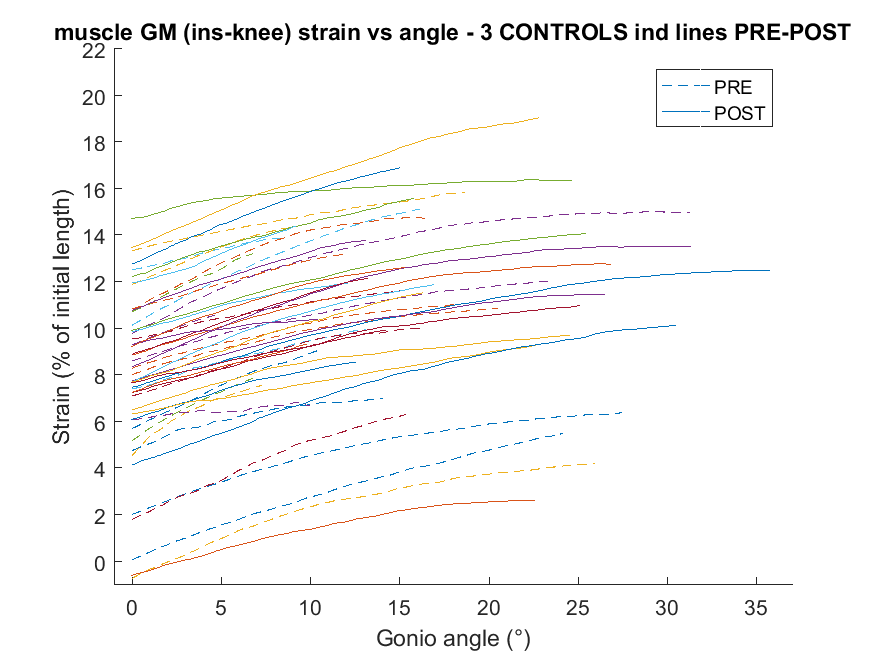 muscle GM (ins-knee) strain vs angle - 3 CONTROLS ind lines PRE-POST
22
20
18
16
14
12
10
8
6
4
2
0
Strain (% of initial length)
PRE
POST
0 5 10 15 20 25 30 35
Gonio angle (°)